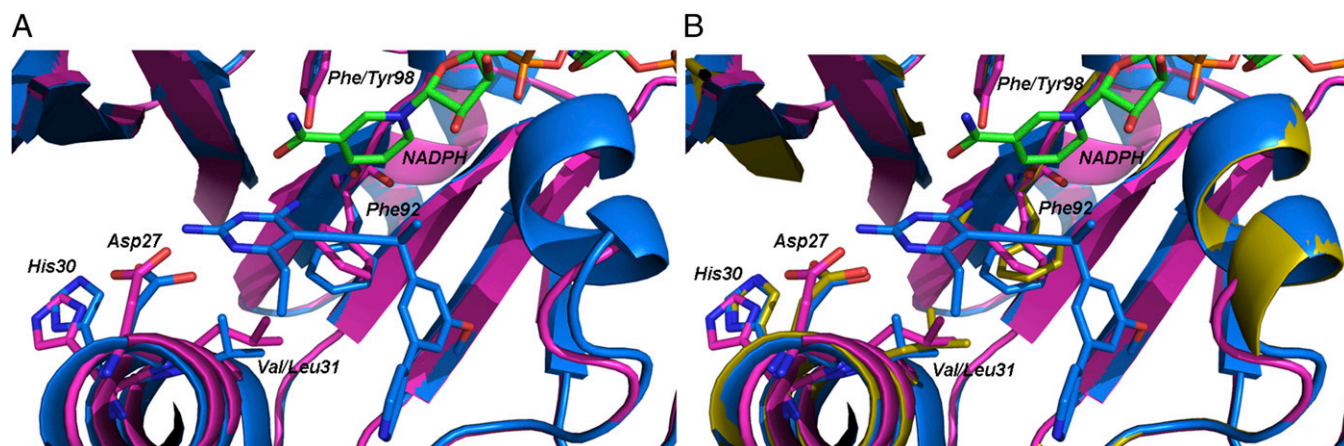 A
Phe/Tyr98
NADPH
Phe92
Asp27
His30
Val/Leu31
B
Phe/Tyr98
NADPH
Phe92
Asp27
His30
Val/Leu31